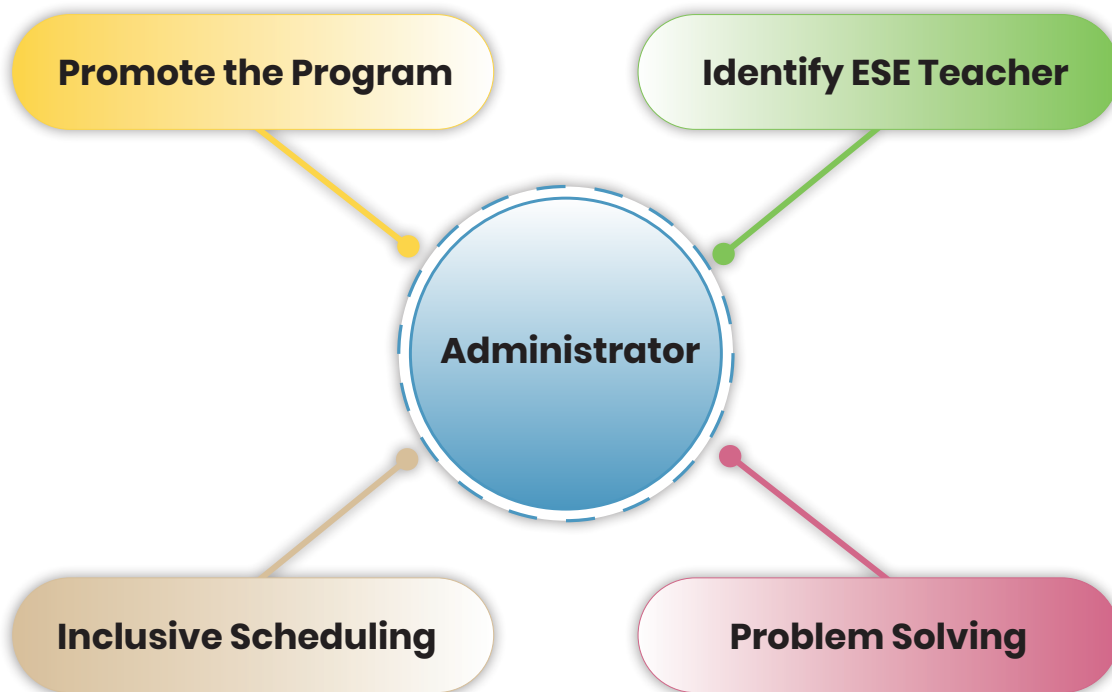 Promote the Program
Identify ESE Teacher
Administrator
Inclusive Scheduling
Problem Solving